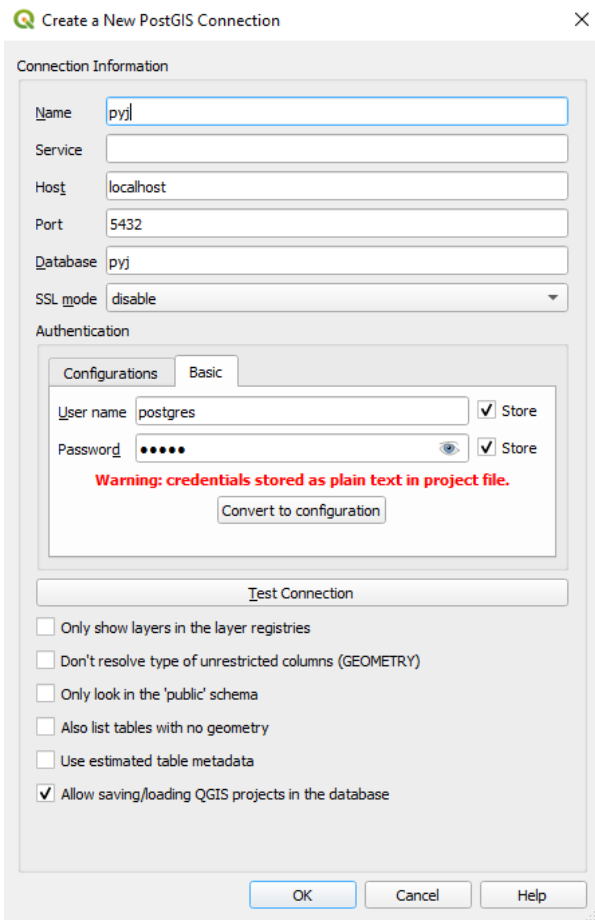 Create a New PostGIS Connection
Connection Information
Name pyj
Service
Host localhost
Port 5432
Database pyj
SSL mode disable
Authentication
Configurations Basic
User name postgres Store
Password ●●●●● Store
Warning: credentials stored as plain text in project file.
Convert to configuration
Test Connection
Only show layers in the layer registries
Don't resolve type of unrestricted columns (GEOMETRY)
Only look in the 'public' schema
Also list tables with no geometry
Use estimated table metadata
Allow saving/loading QGIS projects in the database
OK Cancel Help